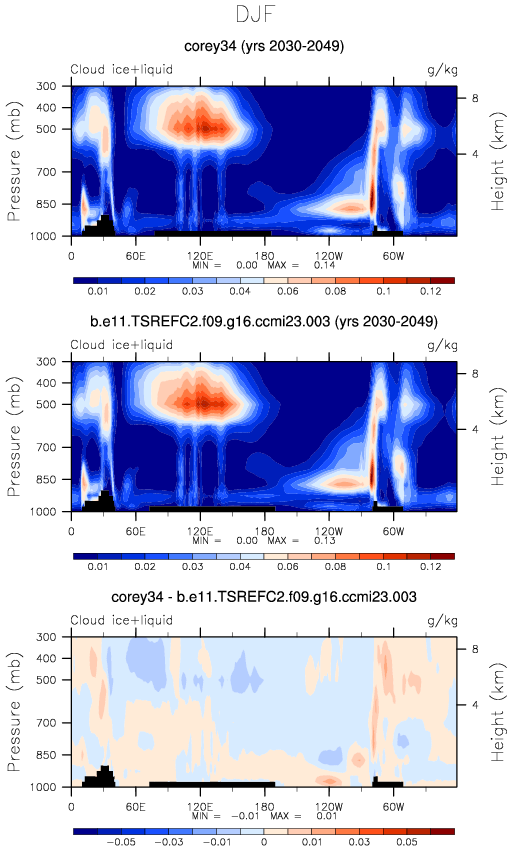 DJF
corey34 (yrs 2030-2049)
Cloud ice+liquid g/kg
300
400
500
700
850
1000
Pressure (mb)
8
4
Height (km)
0 60E 120E 180 120W 60W
MIN = 0.00 MAX = 0.14
0.01 0.02 0.04 0.06 0.08 0.1 0.12
b.e11.TSREFC2.f09.g16.ccmi23.003 (yrs 2030-2049)
Cloud ice+liquid g/kg
300
400
500
700
850
1000
Pressure (mb)
8
4
Height (km)
0 60E 120E 180 120W 60W
MIN = 0.00 MAX = 0.13
0.01 0.02 0.04 0.06 0.08 0.1 0.12
corey34 - b.e11.TSREFC2.f09.g16.ccmi23.003
Cloud ice+liquid g/kg
300
400
500
700
850
1000
Pressure (mb)
8
4
Height (km)
0 60E 120E 180 120W 60W
MIN = -0.01 MAX = 0.01
-0.05 -0.03 -0.01 0 0.01 0.03 0.05